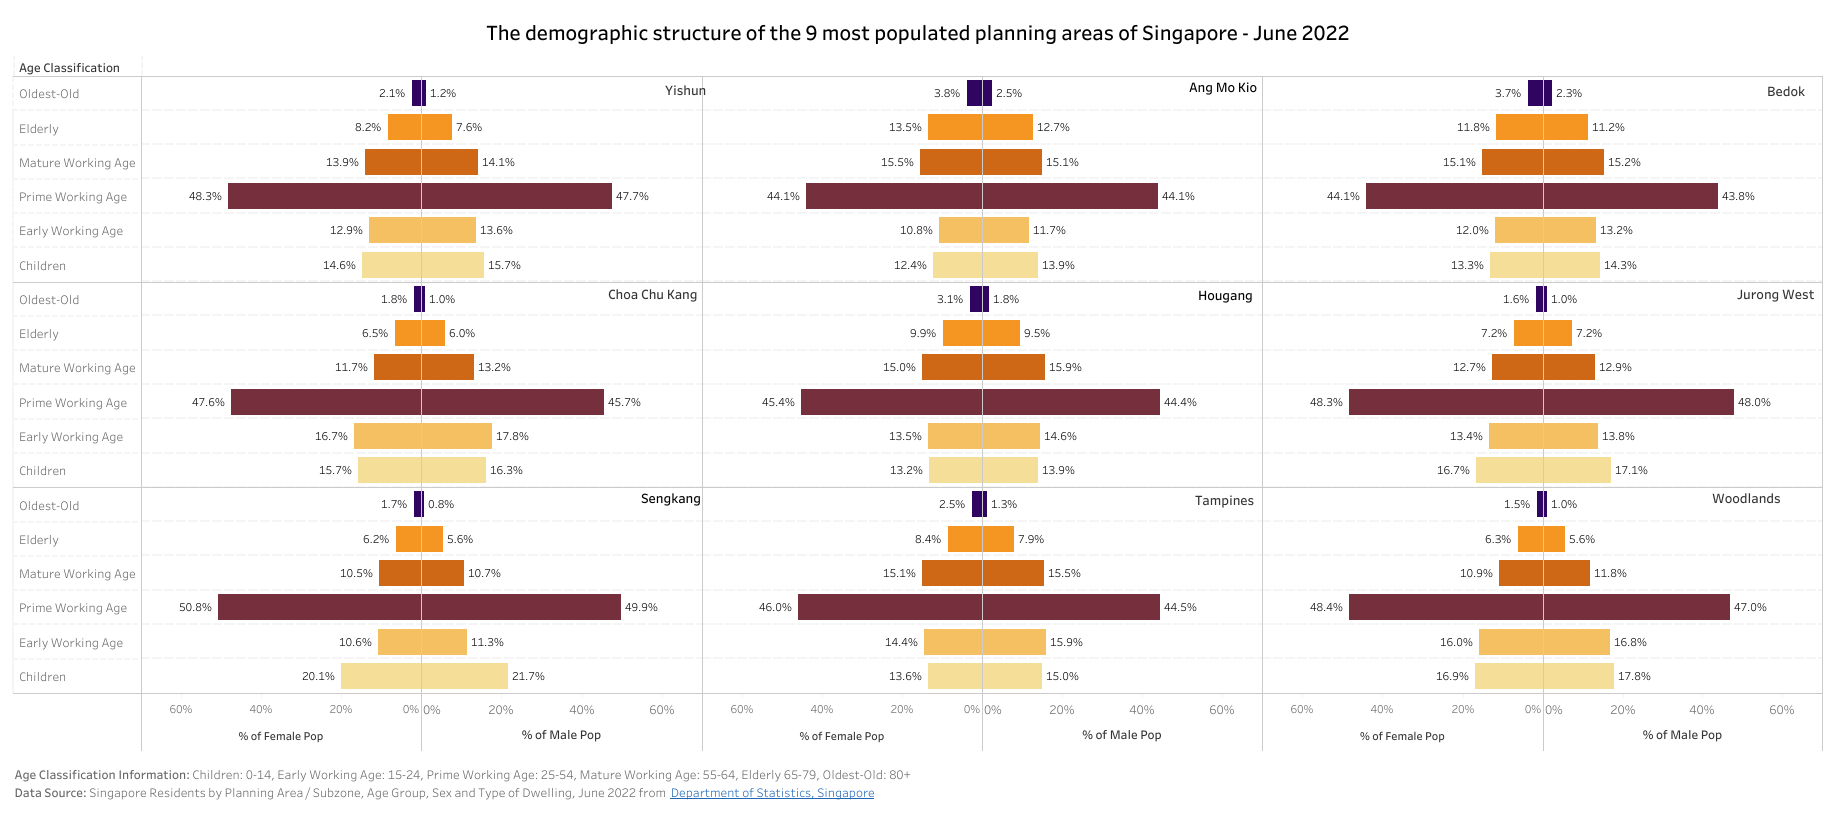 The demographic structure of the 9 most populated planning areas of Singapore - June 2022
Age Classification
Oldest-Old 2.1% 1.2% Yishun 3.8% 2.5% Ang Mo Kio 3.7% 2.3% Bedok
Elderly 8.2% 7.6% 13.5% 12.7% 11.8% 11.2%
Mature Working Age 13.9% 14.1% 15.5% 15.1% 15.1% 15.2%
Prime Working Age 48.3% 47.7% 44.1% 44.1% 44.1% 43.8%
Early Working Age 12.9% 13.6% 10.8% 11.7% 12.0% 13.2%
Children 14.6% 15.7% 12.4% 13.9% 13.3% 14.3%
Oldest-Old 1.8% 1.0% Choa Chu Kang 3.1% 1.8% Hougang 1.6% 1.0% Jurong West
Elderly 6.5% 6.0% 9.9% 9.5% 7.2% 7.2%
Mature Working Age 11.7% 13.2% 15.0% 15.9% 12.7% 12.9%
Prime Working Age 47.6% 45.7% 45.4% 44.4% 48.3% 48.0%
Early Working Age 16.7% 17.8% 13.5% 14.6% 13.4% 13.8%
Children 15.7% 16.3% 13.2% 13.9% 16.7% 17.1%
Oldest-Old 1.7% 0.8% Sengkang 2.5% 1.3% Tampines 1.5% 1.0% Woodlands
Elderly 6.2% 5.6% 8.4% 7.9% 6.3% 5.6%
Mature Working Age 10.5% 10.7% 15.1% 15.5% 10.9% 11.8%
Prime Working Age 50.8% 49.9% 46.0% 44.5% 48.4% 47.0%
Early Working Age 10.6% 11.3% 14.4% 15.9% 16.0% 16.8%
Children 20.1% 21.7% 13.6% 15.0% 16.9% 17.8%
60% 40% 20% 0% 0% 20% 40% 60% 60% 40% 20% 0% 0% 20% 40% 60% 60% 40% 20% 0% 0% 20% 40% 60%
% of Female Pop % of Male Pop % of Female Pop % of Male Pop % of Female Pop % of Male Pop
Age Classification Information: Children: 0-14, Early Working Age: 15-24, Prime Working Age: 25-54, Mature Working Age: 55-64, Elderly 65-79, Oldest-Old: 80+
Data Source: Singapore Residents by Planning Area / Subzone, Age Group, Sex and Type of Dwelling, June 2022 from Department of Statistics, Singapore